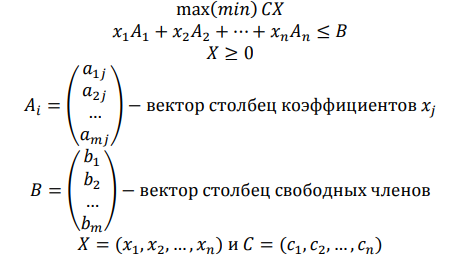 max(min) CX
x₁A₁ + x₂A₂ + ⋯ + xₙAₙ ≤ B
X ≥ 0
a₁ⱼ
a₂ⱼ
Aᵢ = ( … ) − вектор столбец коэффициентов xⱼ
aₘⱼ
b₁
b₂
B = ( … ) − вектор столбец свободных членов
bₘ
X = (x₁, x₂, … , xₙ) и C = (c₁, c₂, … , cₙ)